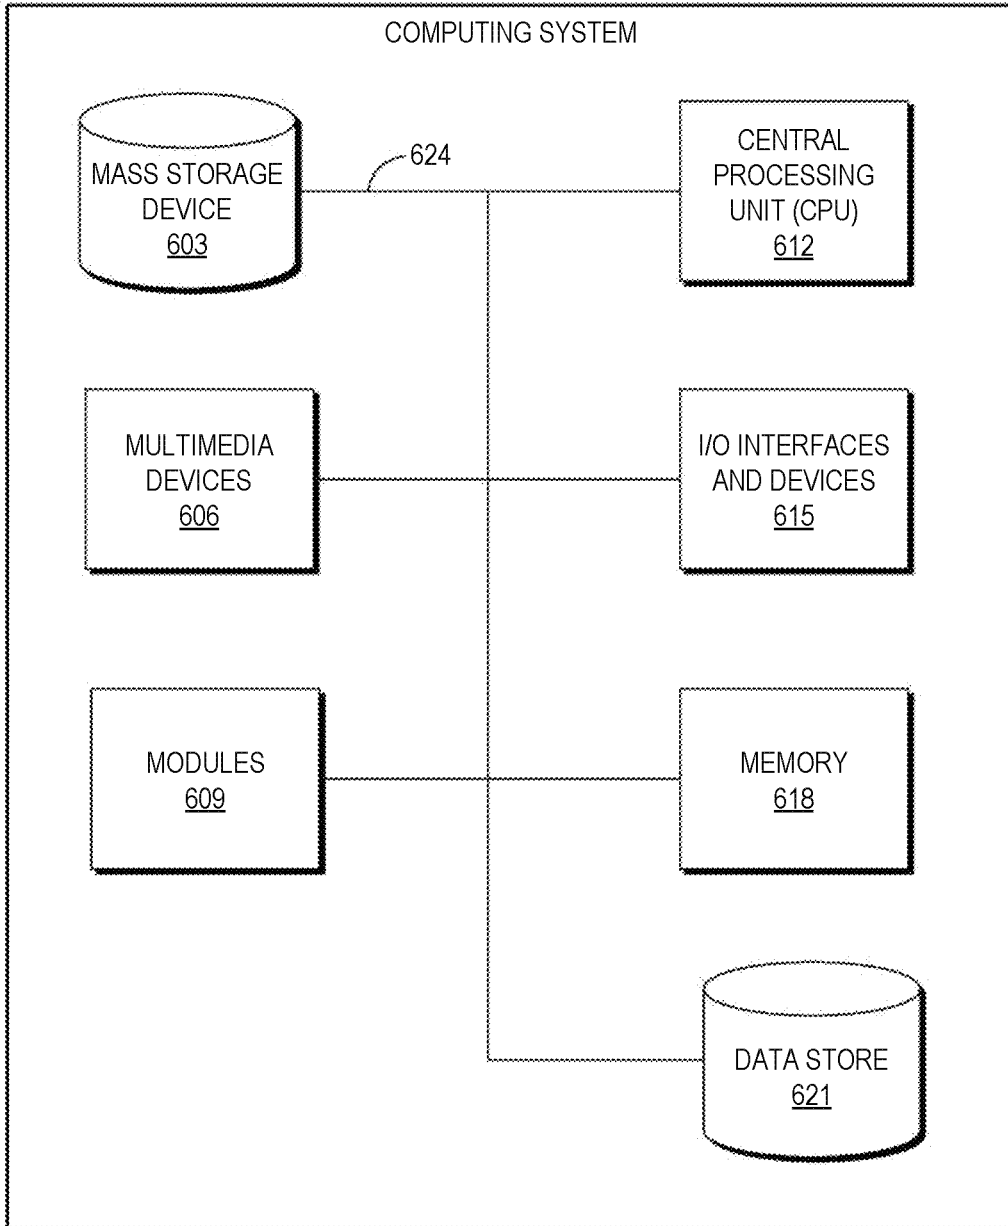 COMPUTING SYSTEM
MASS STORAGE
DEVICE
603
624
CENTRAL
PROCESSING
UNIT (CPU)
612
MULTIMEDIA
DEVICES
606
I/O INTERFACES
AND DEVICES
615
MODULES
609
MEMORY
618
DATA STORE
621